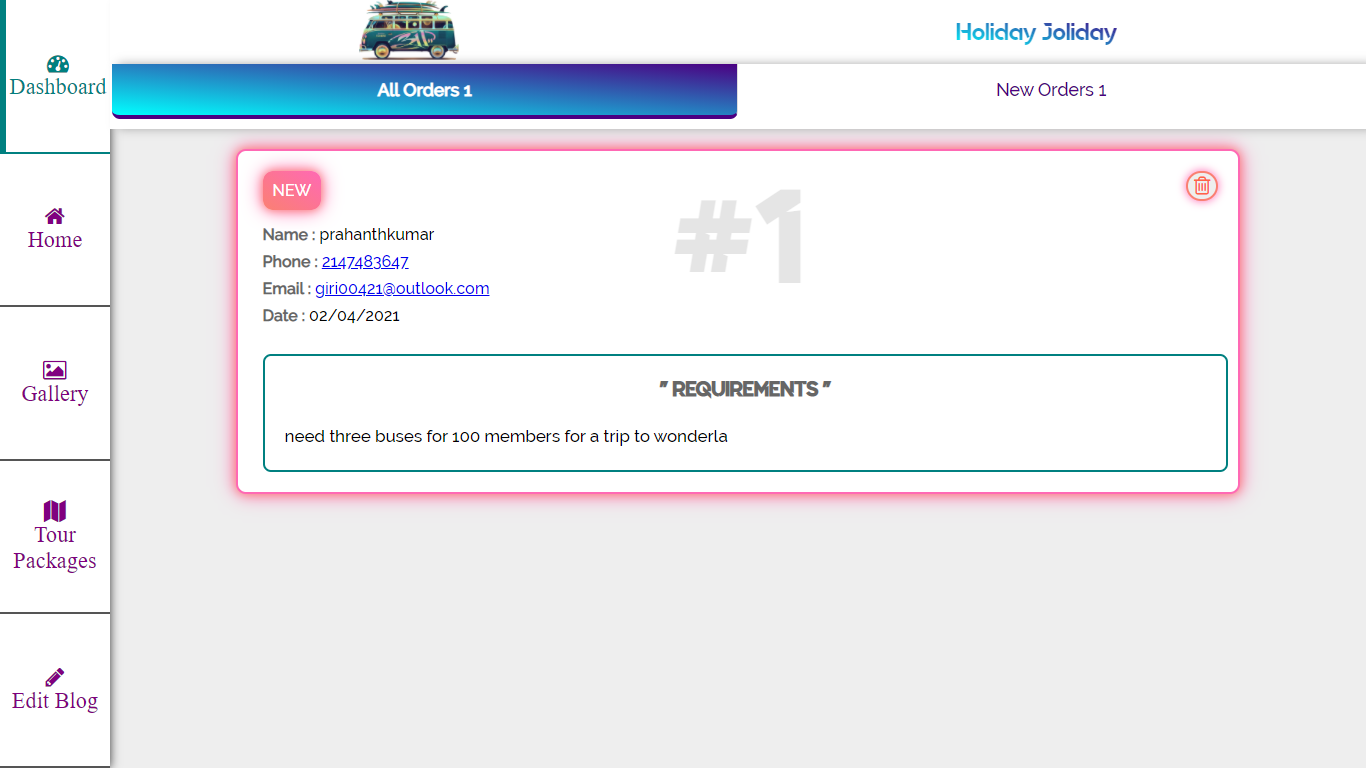 Holiday Joliday
Dashboard
Home
Gallery
Tour
Packages
Edit Blog
All Orders 1
New Orders 1
NEW
#1
Name : prahanthkumar
Phone : 2147483647
Email : giri00421@outlook.com
Date : 02/04/2021
" REQUIREMENTS "
need three buses for 100 members for a trip to wonderla